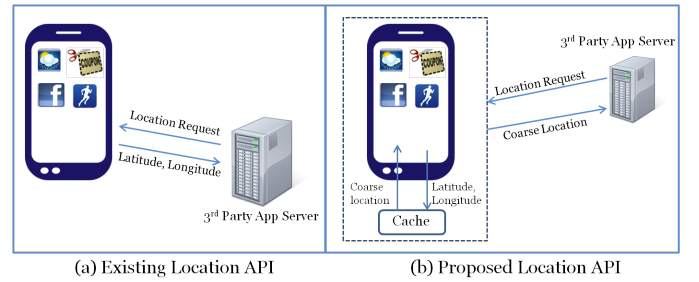 COUPON
f
Location Request
Latitude, Longitude
3rd Party App Server
(a) Existing Location API
COUPON
f
3rd Party App Server
Location Request
Coarse Location
Coarse
location
Latitude,
Longitude
Cache
(b) Proposed Location API